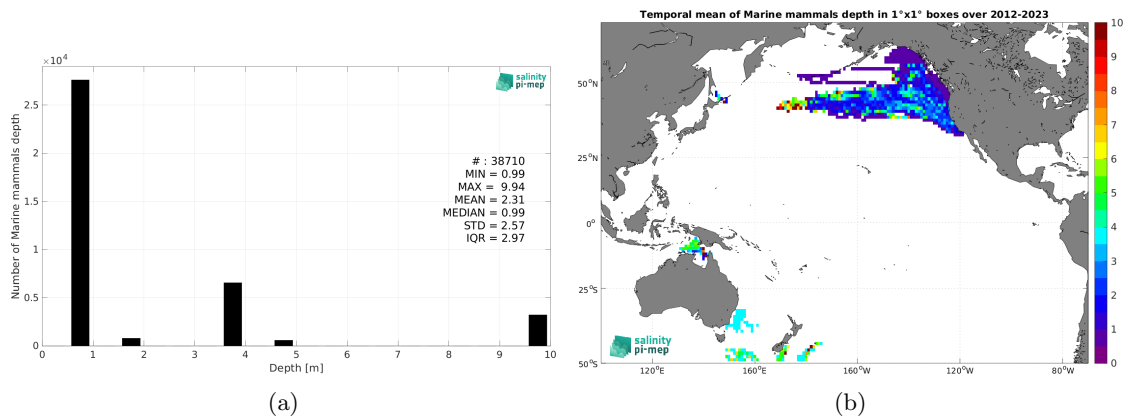 ×10⁴
2.5
2
1.5
1
0.5
0
Number of Marine mammals depth
0 1 2 3 4 5 6 7 8 9 10
Depth [m]
salinity
pi-mep
# : 38710
MIN = 0.99
MAX = 9.94
MEAN = 2.31
MEDIAN = 0.99
STD = 2.57
IQR = 2.97
(a)
Temporal mean of Marine mammals depth in 1°x1° boxes over 2012-2023
50°N
25°N
0°
25°S
50°S
120°E 160°E 160°W 120°W 80°W
salinity
pi-mep
10
9
8
7
6
5
4
3
2
1
0
(b)